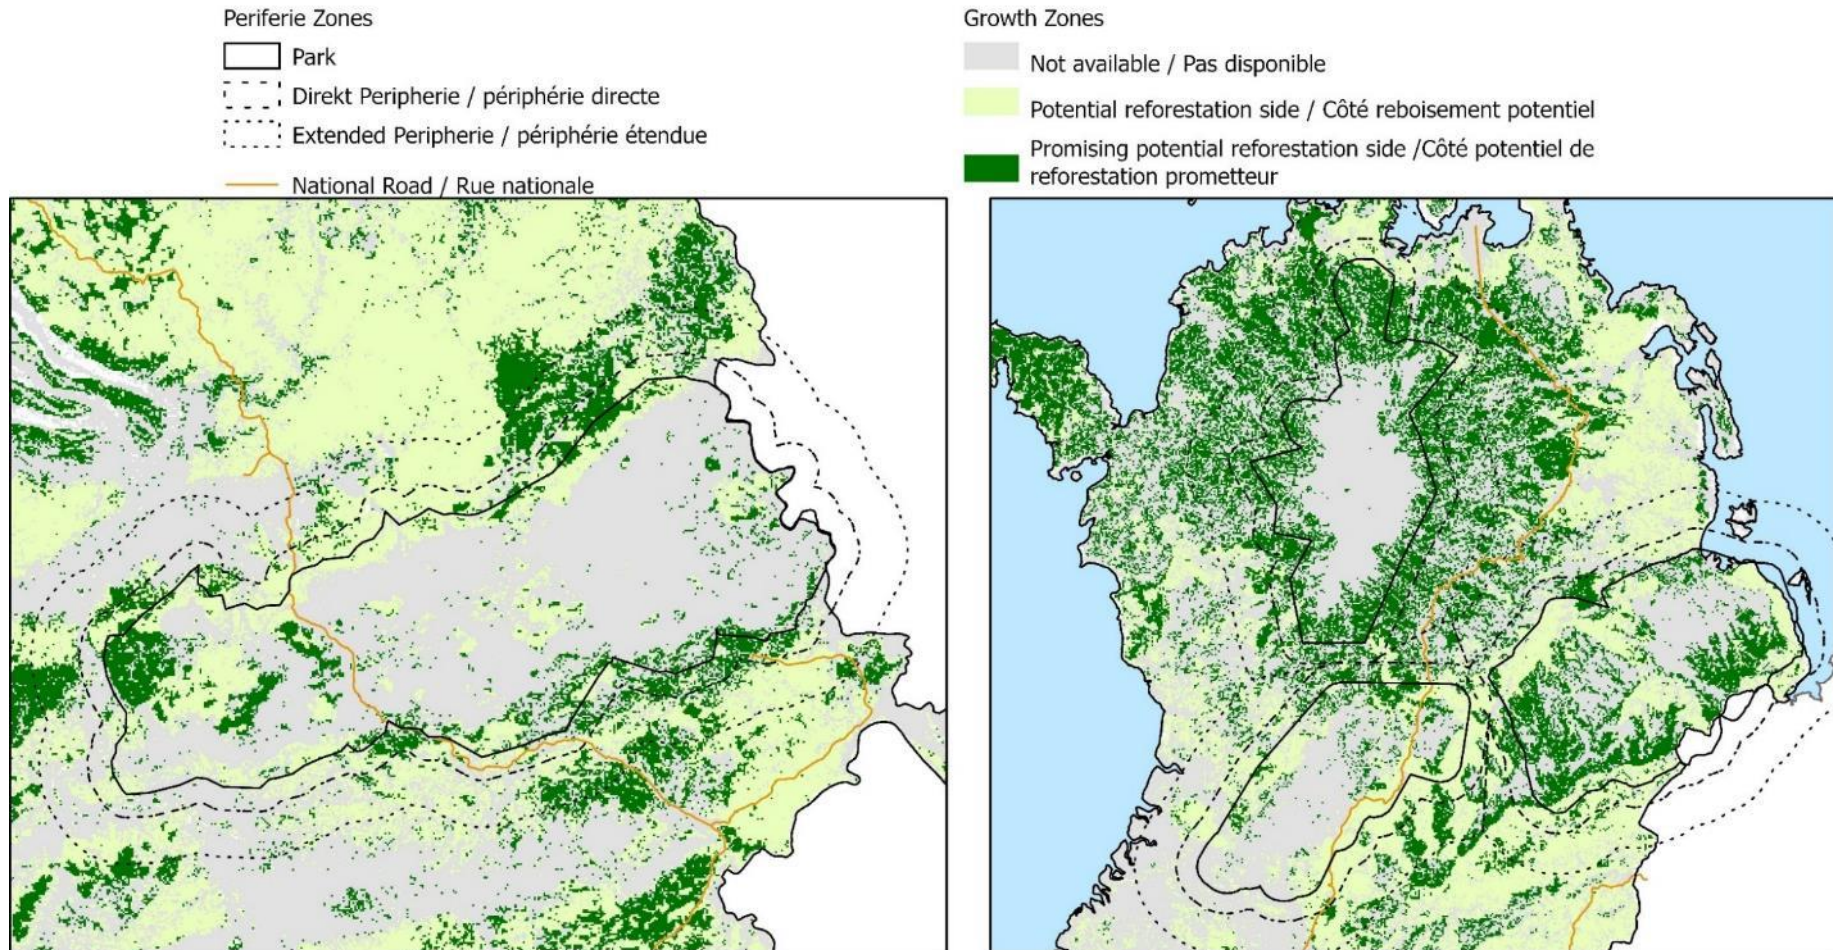 Periferie Zones
Park
Direkt Peripherie / périphérie directe
Extended Peripherie / périphérie étendue
National Road / Rue nationale
Growth Zones
Not available / Pas disponible
Potential reforestation side / Côté reboisement potentiel
Promising potential reforestation side /Côté potentiel de
reforestation prometteur